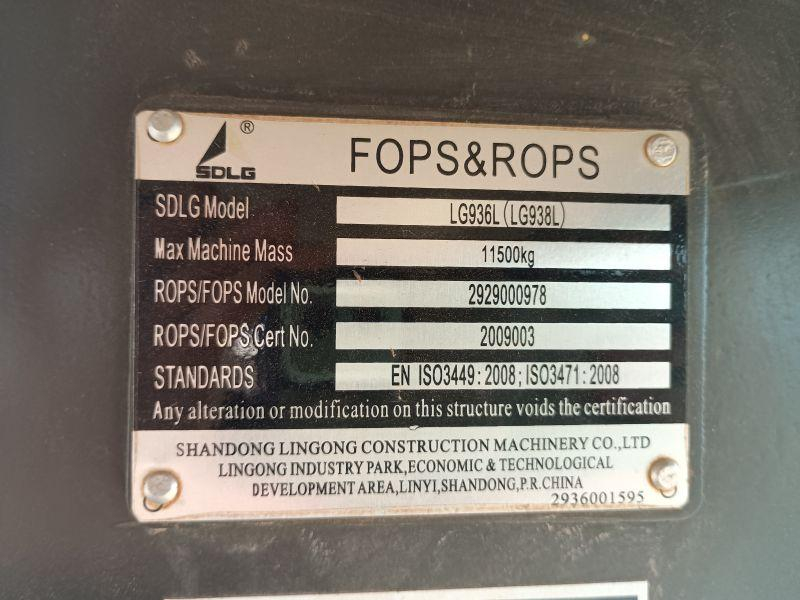 ®
SDLG
FOPS&ROPS
SDLG Model LG936L(LG938L)
Max Machine Mass 11500kg
ROPS/FOPS Model No. 2929000978
ROPS/FOPS Cert No. 2009003
STANDARDS EN ISO3449:2008;ISO3471:2008
Any alteration or modification on this structure voids the certification
SHANDONG LINGONG CONSTRUCTION MACHINERY CO.,LTD
LINGONG INDUSTRY PARK,ECONOMIC & TECHNOLOGICAL
DEVELOPMENT AREA,LINYI,SHANDONG,P.R.CHINA
2936001595